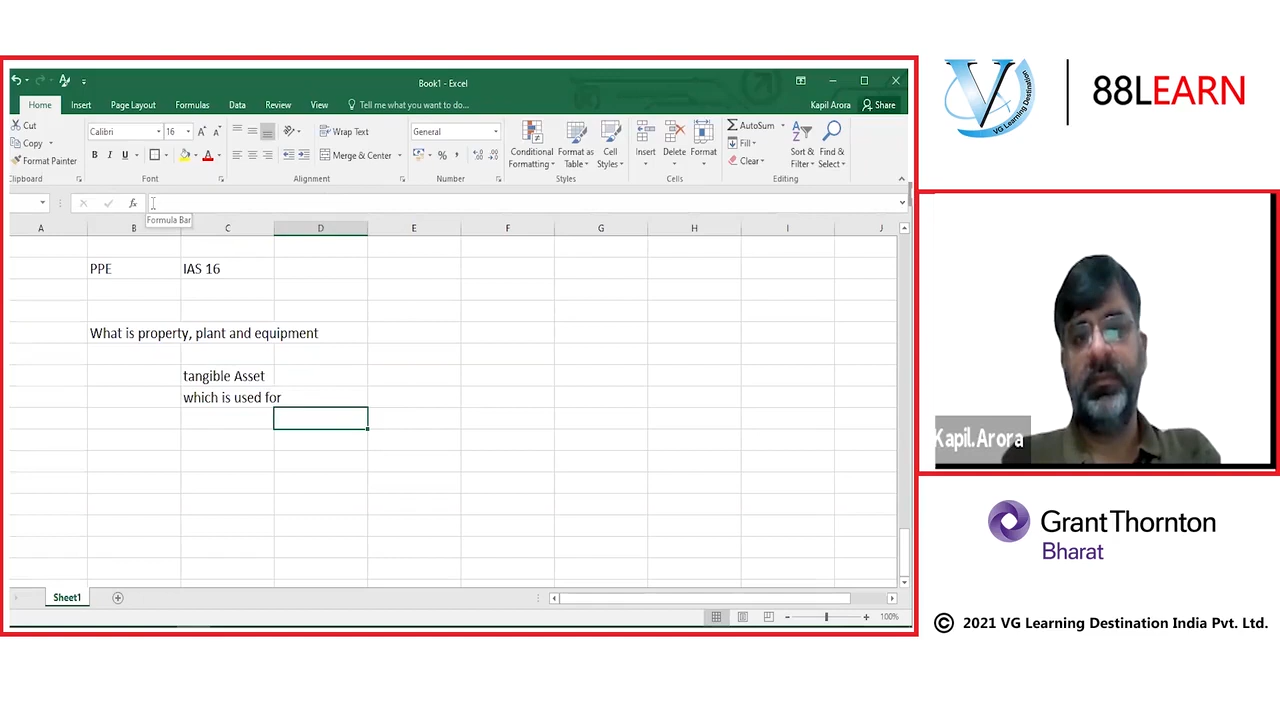 Book1 - Excel
Home Insert Page Layout Formulas Data Review View Tell me what you want to do... Kapil Arora Share
Cut
Copy
Format Painter
Clipboard
Calibri 16
B I U
Font
Wrap Text
Merge & Center
Alignment
General
Number
Conditional Formatting
Format as Table
Cell Styles
Styles
Insert Delete Format
Cells
AutoSum
Fill
Clear
Sort & Filter
Find & Select
Editing
fx
Formula Bar
A B C D E F G H I J
PPE IAS 16
What is property, plant and equipment
tangible Asset
which is used for
Sheet1
100%
V
VG Learning Destination
88LEARN
Kapil.Arora
Grant Thornton
Bharat
© 2021 VG Learning Destination India Pvt. Ltd.